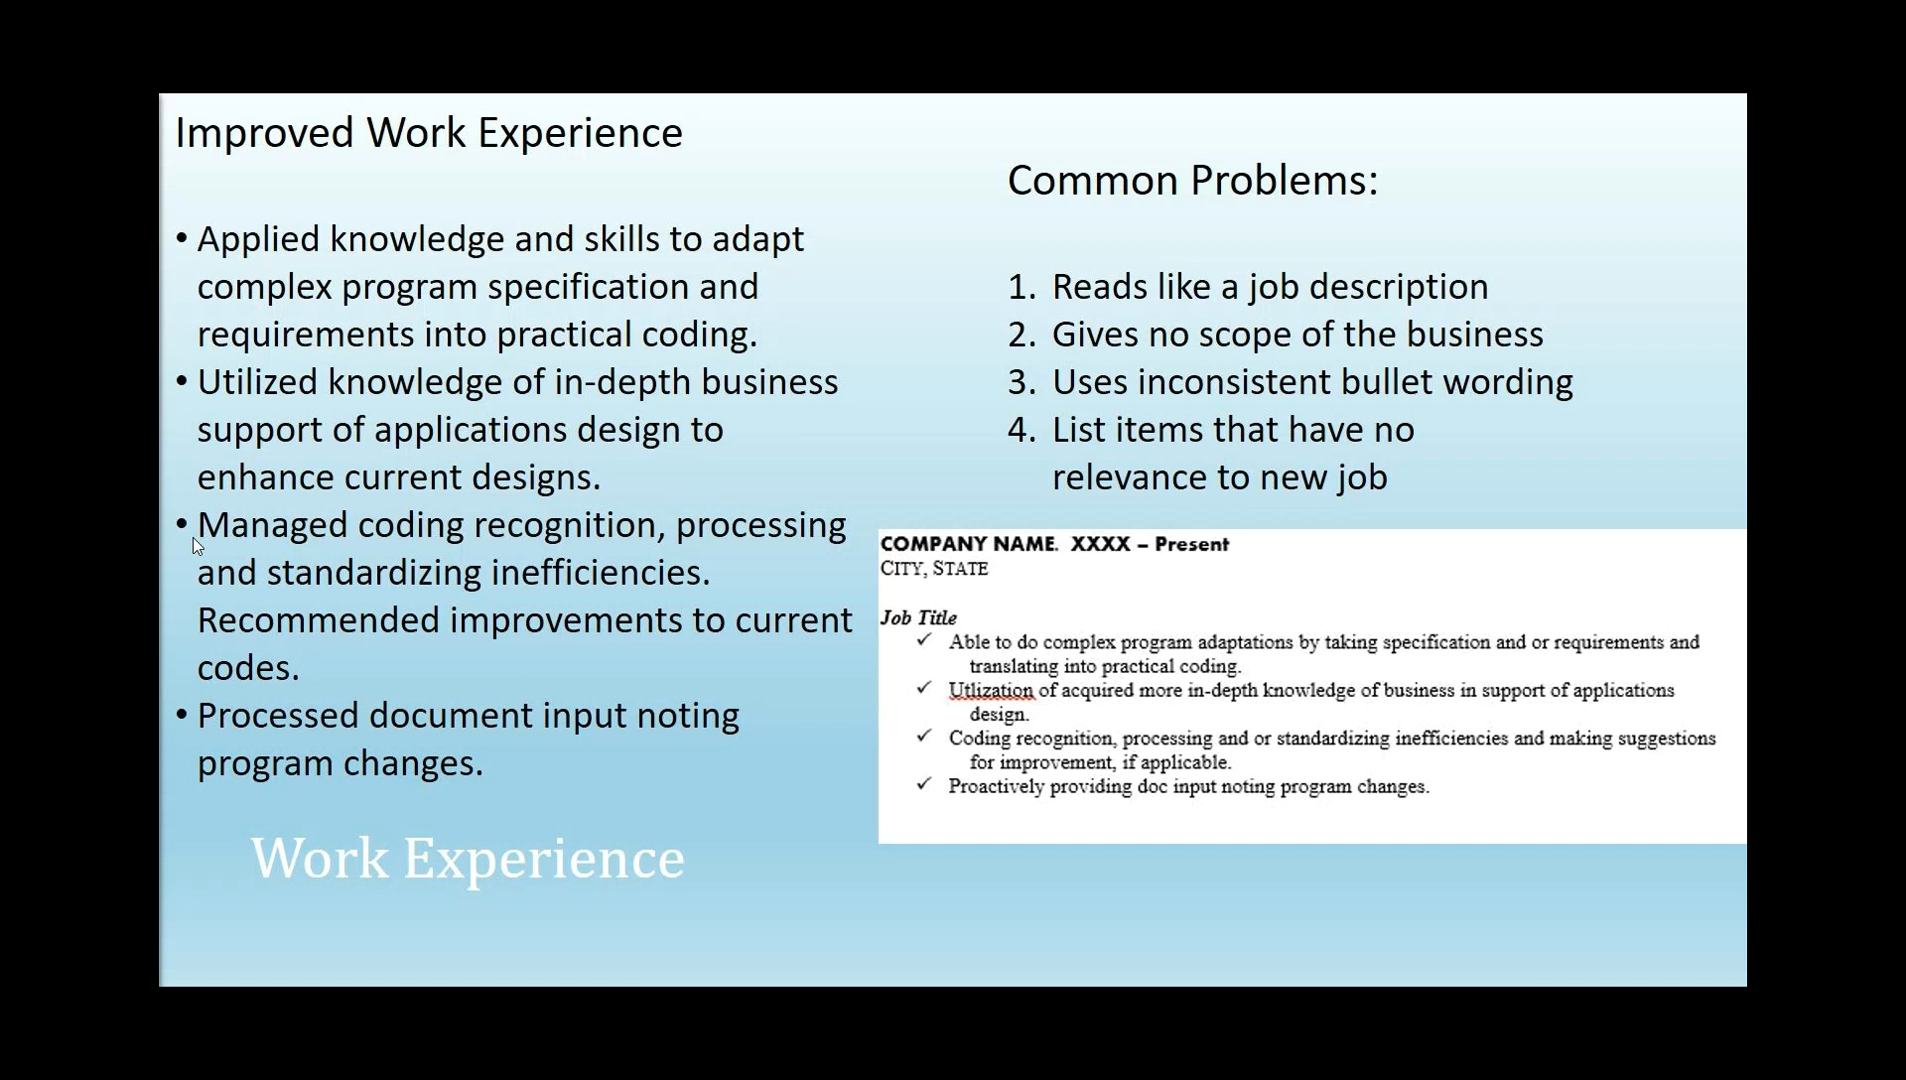 Improved Work Experience
• Applied knowledge and skills to adapt
complex program specification and
requirements into practical coding.
• Utilized knowledge of in-depth business
support of applications design to
enhance current designs.
• Managed coding recognition, processing
and standardizing inefficiencies.
Recommended improvements to current
codes.
• Processed document input noting
program changes.
Work Experience
Common Problems:
1. Reads like a job description
2. Gives no scope of the business
3. Uses inconsistent bullet wording
4. List items that have no
relevance to new job
COMPANY NAME. XXXX – Present
CITY, STATE
Job Title
✓ Able to do complex program adaptations by taking specification and or requirements and
translating into practical coding.
✓ Utlization of acquired more in-depth knowledge of business in support of applications
design.
✓ Coding recognition, processing and or standardizing inefficiencies and making suggestions
for improvement, if applicable.
✓ Proactively providing doc input noting program changes.